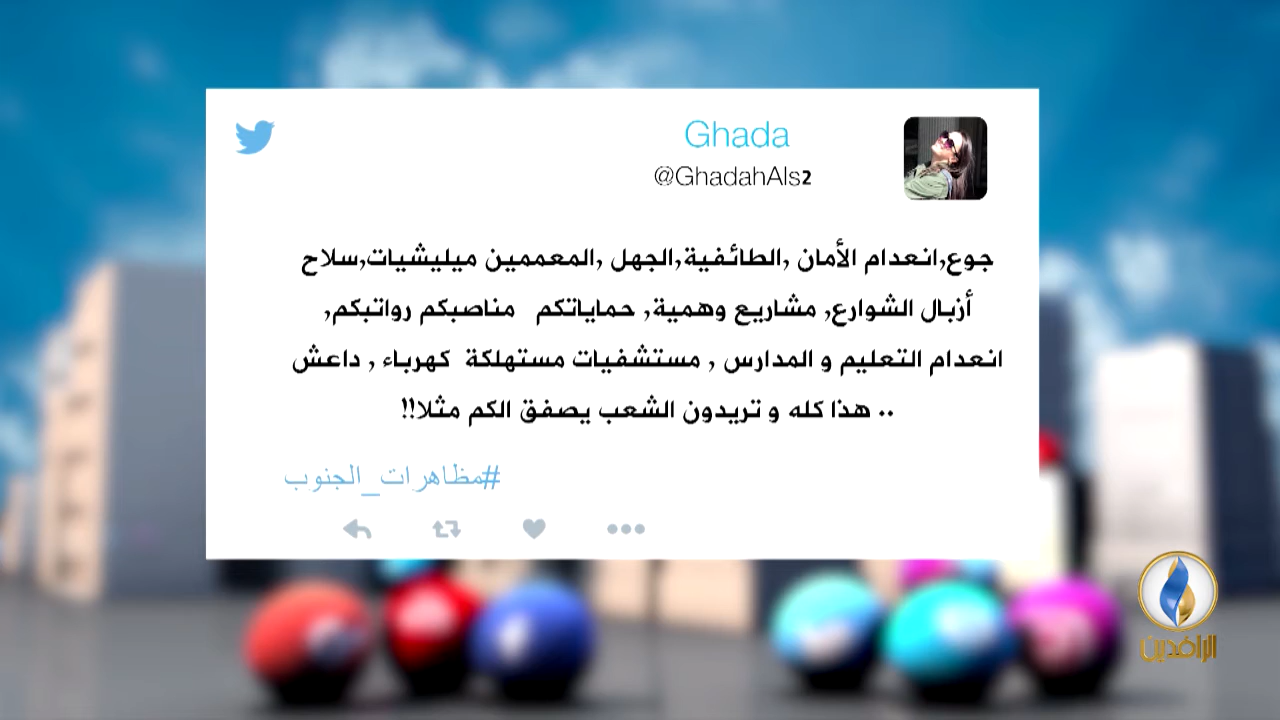 Ghada
@GhadahAls2
جوع,انعدام الأمان ,الطائفية,الجهل ,المعممين ميليشيات,سلاح
أزبال الشوارع, مشاريع وهمية, حماياتكم مناصبكم رواتبكم,
انعدام التعليم و المدارس , مستشفيات مستهلكة كهرباء , داعش
.. هذا كله و تريدون الشعب يصفق الكم مثلا!!
#مظاهرات_الجنوب
الرافدين